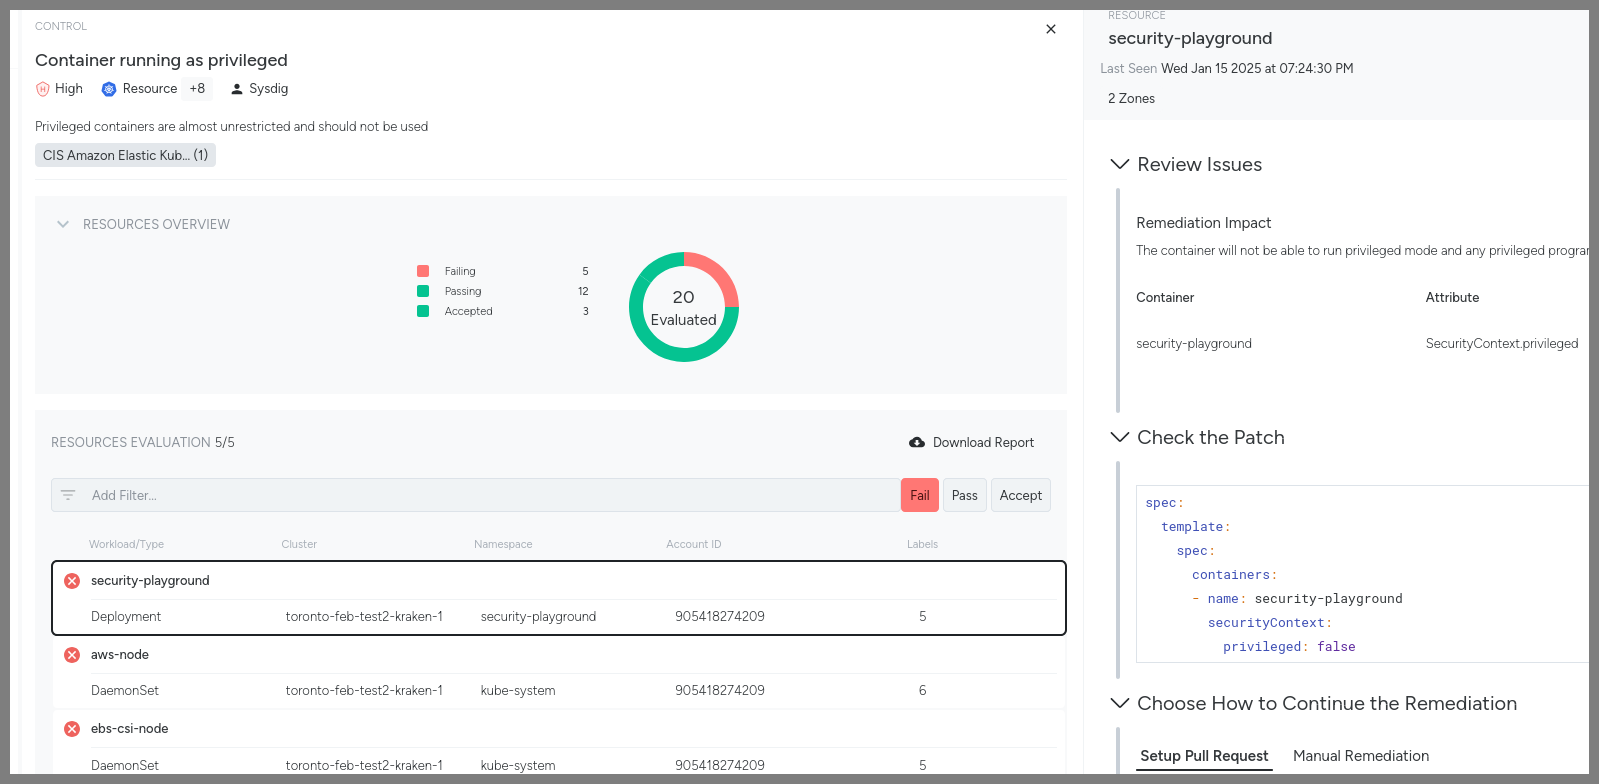 CONTROL
Container running as privileged
High Resource +8 Sysdig
Privileged containers are almost unrestricted and should not be used
CIS Amazon Elastic Kub... (1)
RESOURCES OVERVIEW
Failing 5
Passing 12
Accepted 3
20
Evaluated
RESOURCES EVALUATION 5/5
Download Report
Add Filter...
Fail Pass Accept
Workload/Type Cluster Namespace Account ID Labels
security-playground
Deployment toronto-feb-test2-kraken-1 security-playground 905418274209 5
aws-node
DaemonSet toronto-feb-test2-kraken-1 kube-system 905418274209 6
ebs-csi-node
DaemonSet toronto-feb-test2-kraken-1 kube-system 905418274209 5
RESOURCE
security-playground
Last Seen Wed Jan 15 2025 at 07:24:30 PM
2 Zones
Review Issues
Remediation Impact
The container will not be able to run privileged mode and any privileged
Container Attribute
security-playground SecurityContext.privileged
Check the Patch
spec:
template:
spec:
containers:
- name: security-playground
securityContext:
privileged: false
Choose How to Continue the Remediation
Setup Pull Request Manual Remediation